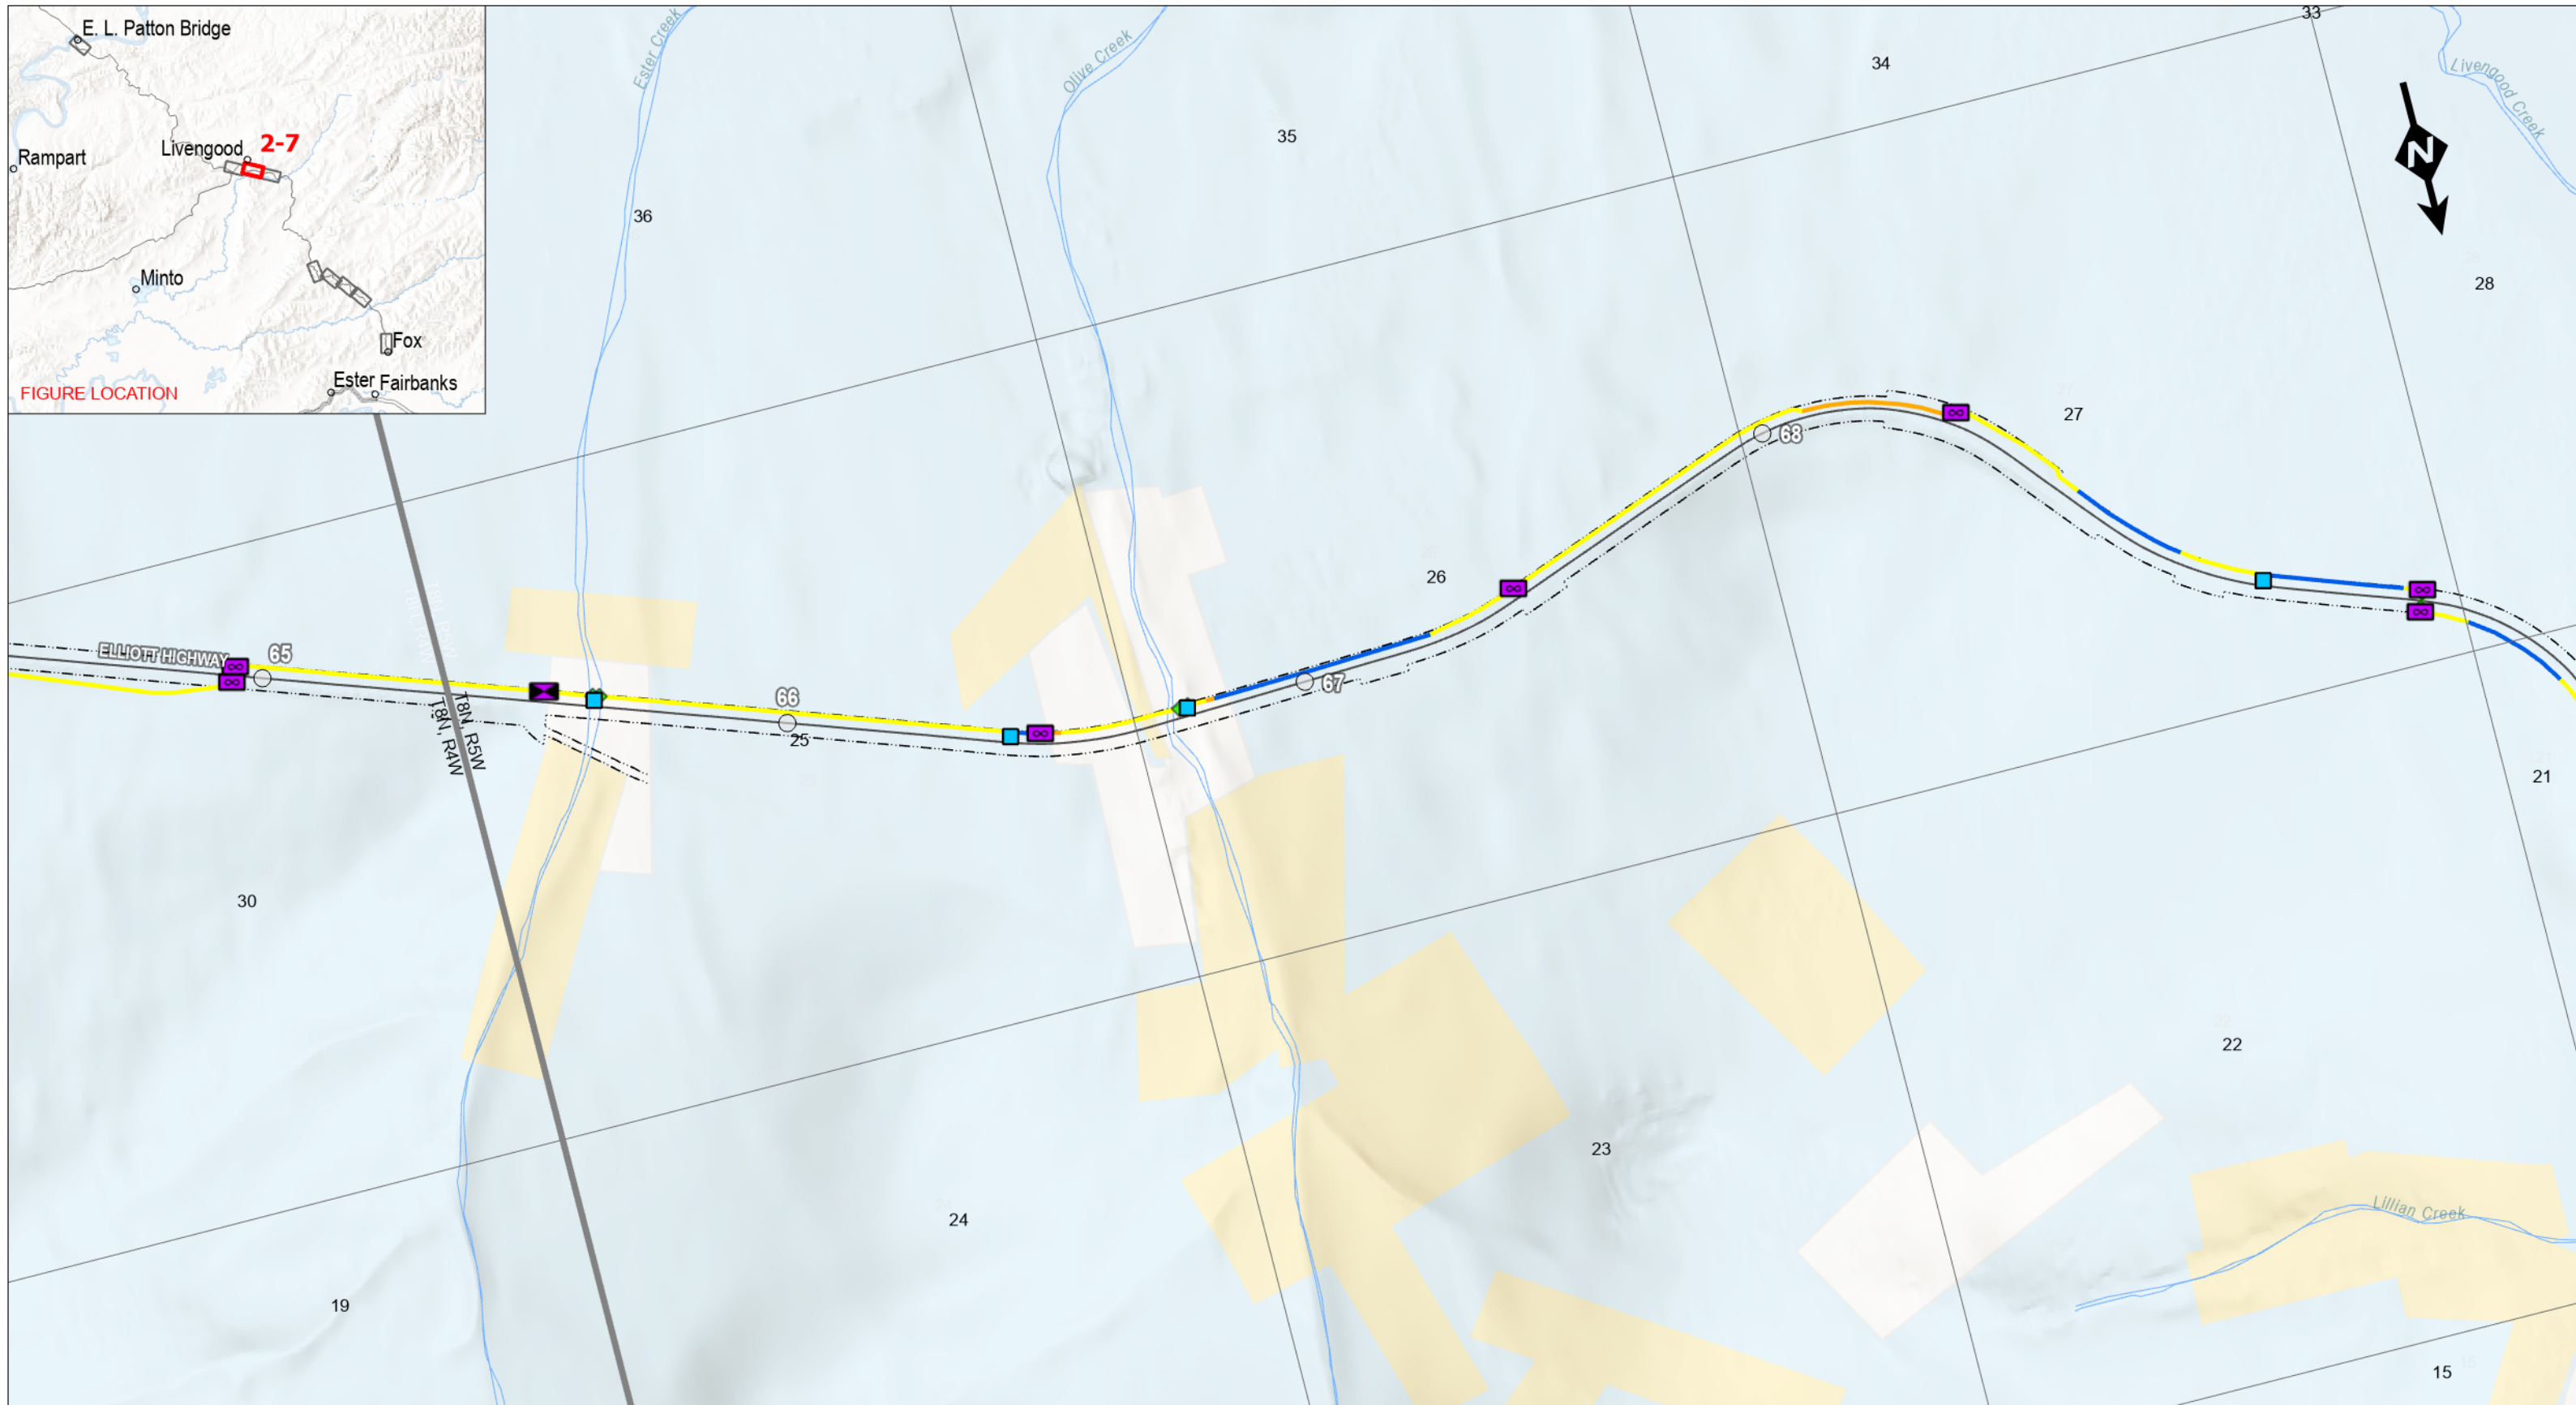 E. L. Patton Bridge
Livengood
2-7
Rampart
Minto
Fox
Ester
Fairbanks
FIGURE LOCATION
Ester Creek
Olive Creek
33
34
Livengood Creek
35
N
36
28
27
68
26
ELLIOTT HIGHWAY
65
66
67
25
T8N, R5W
T8N, R4W
21
30
22
23
24
Lillian Creek
19
15